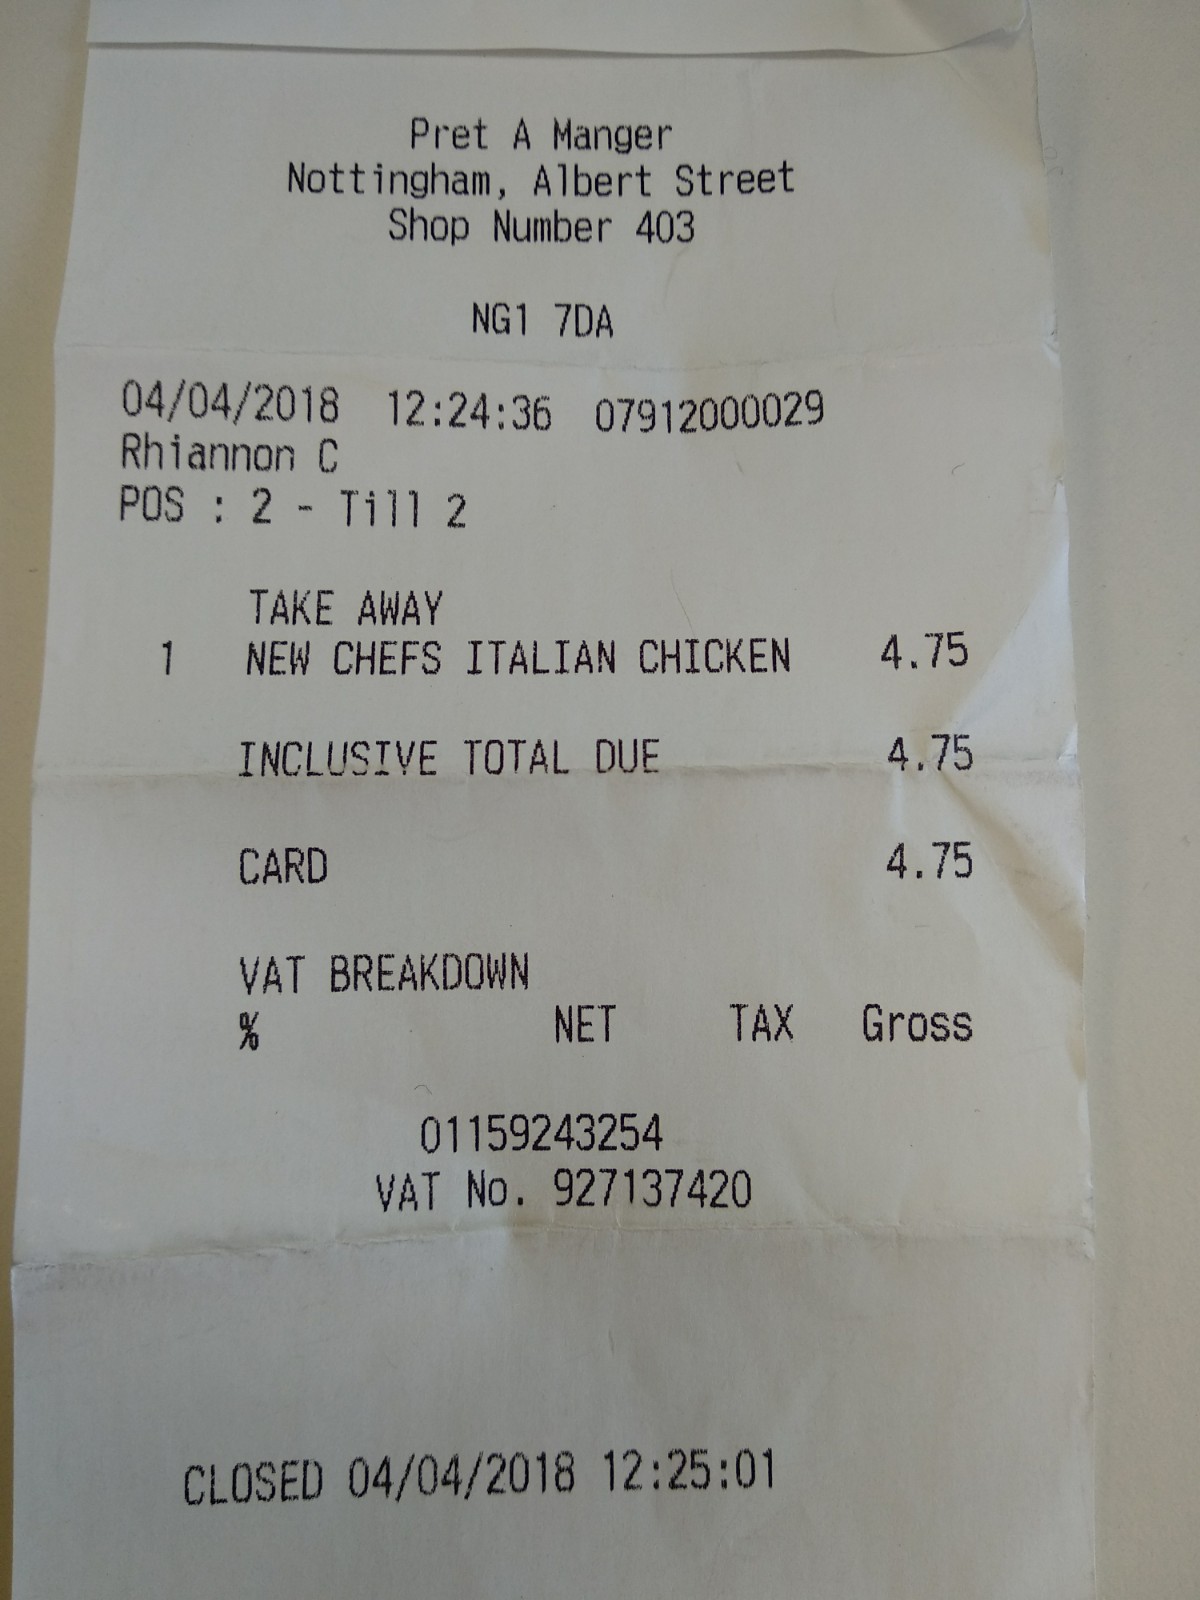 Pret A Manger
Nottingham, Albert Street
Shop Number 403
NG1 7DA
04/04/2018 12:24:36 07912000029
Rhiannon C
POS : 2 - Till 2
TAKE AWAY
1 NEW CHEFS ITALIAN CHICKEN 4.75
INCLUSIVE TOTAL DUE 4.75
CARD 4.75
VAT BREAKDOWN
% NET TAX Gross
01159243254
VAT No. 927137420
CLOSED 04/04/2018 12:25:01